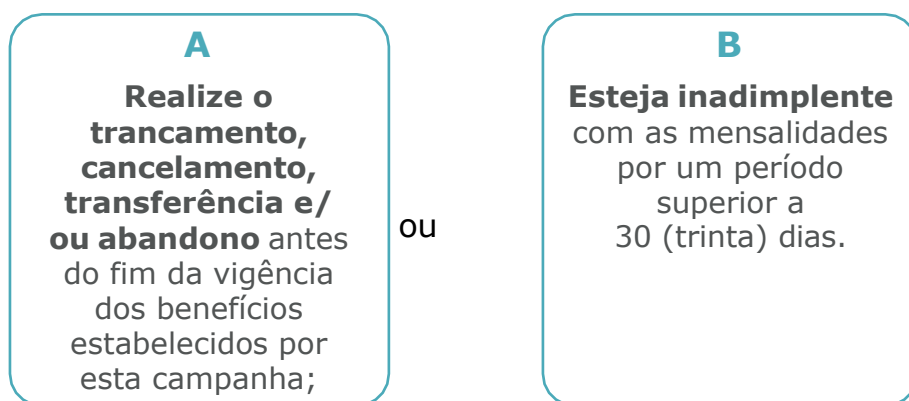 A
Realize o
trancamento,
cancelamento,
transferência e/
ou abandono antes
do fim da vigência
dos benefícios
estabelecidos por
esta campanha;
ou
B
Esteja inadimplente
com as mensalidades
por um período
superior a
30 (trinta) dias.